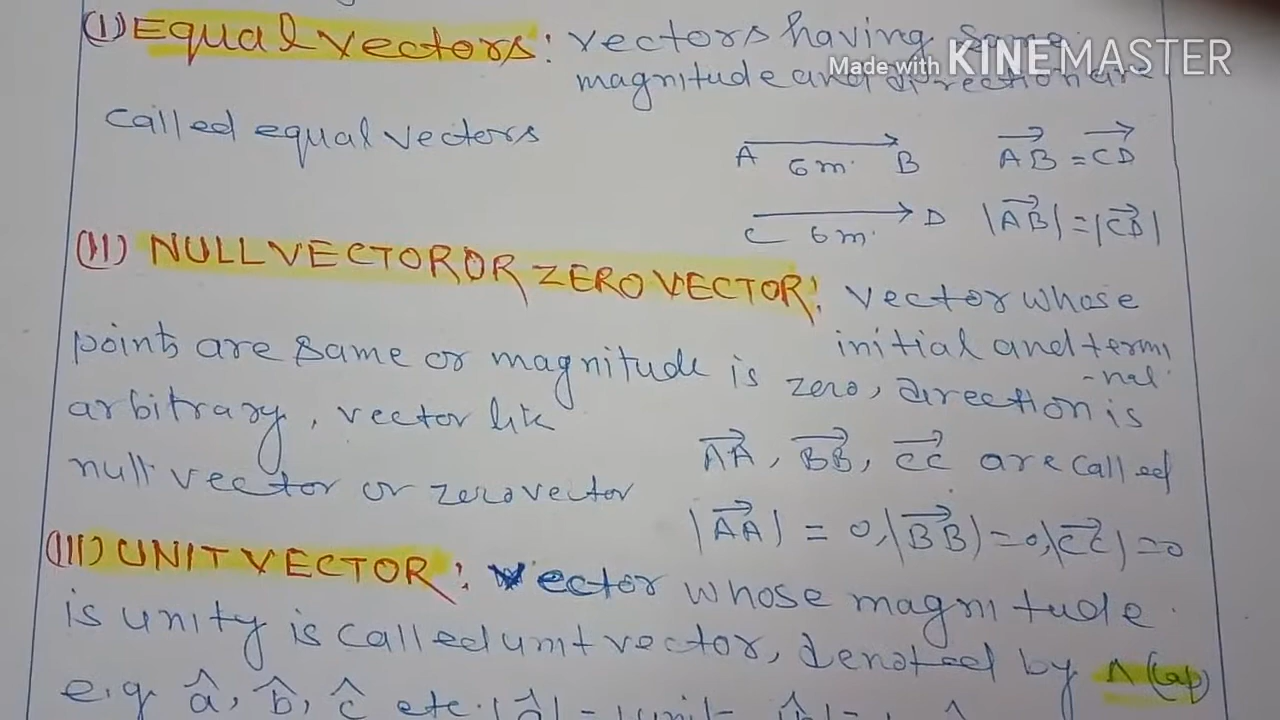 (I) Equal vectors: vectors having same
Made with KINEMASTER
magnitude and direction are
called equal vectors
A 6m. B AB = CD
C 6m. D |AB| = |CD|
(II) NULL VECTOR OR ZERO VECTOR: vector whose
initial and termi
-nal
points are same or magnitude is zero, direction is
arbitrary, vector like
AA, BB, CC are called
null vector or zero vector
|AA| = 0, |BB| = 0, |CC| = 0
(III) UNIT VECTOR: vector whose magnitude
is unity is called unit vector, denoted by ∧ (cap)
e.g â, b̂, ĉ etc.